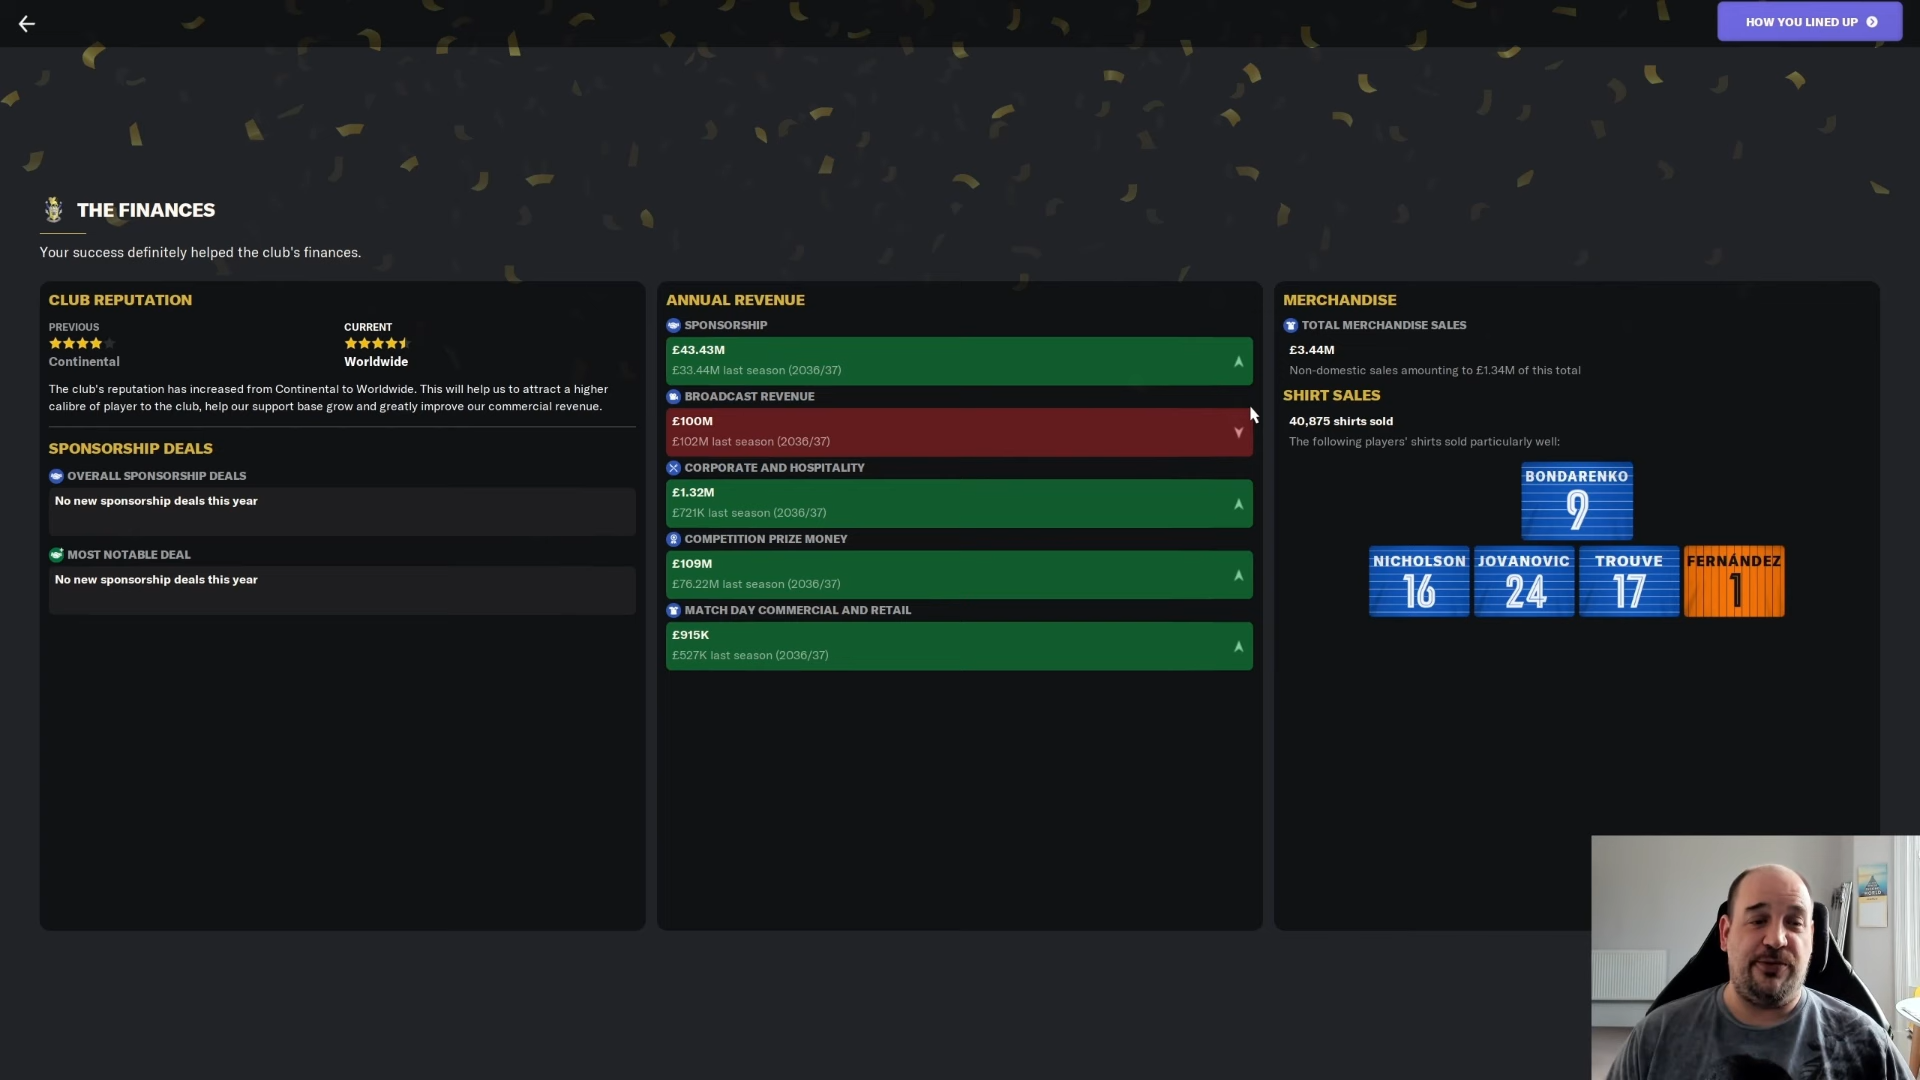 HOW YOU LINED UP
THE FINANCES
Your success definitely helped the club's finances.
CLUB REPUTATION
PREVIOUS
Continental
CURRENT
Worldwide
The club's reputation has increased from Continental to Worldwide. This will help us to attract a higher
calibre of player to the club, help our support base grow and greatly improve our commercial revenue.
SPONSORSHIP DEALS
OVERALL SPONSORSHIP DEALS
No new sponsorship deals this year
MOST NOTABLE DEAL
No new sponsorship deals this year
ANNUAL REVENUE
SPONSORSHIP
£43.43M
£33.44M last season (2036/37)
BROADCAST REVENUE
£100M
£102M last season (2036/37)
CORPORATE AND HOSPITALITY
£1.32M
£721K last season (2036/37)
COMPETITION PRIZE MONEY
£109M
£76.22M last season (2036/37)
MATCH DAY COMMERCIAL AND RETAIL
£915K
£527K last season (2036/37)
MERCHANDISE
TOTAL MERCHANDISE SALES
£3.44M
Non-domestic sales amounting to £1.34M of this total
SHIRT SALES
40,875 shirts sold
The following players' shirts sold particularly well:
BONDARENKO
9
NICHOLSON
16
JOVANOVIC
24
TROUVE
17
FERNÁNDEZ
1